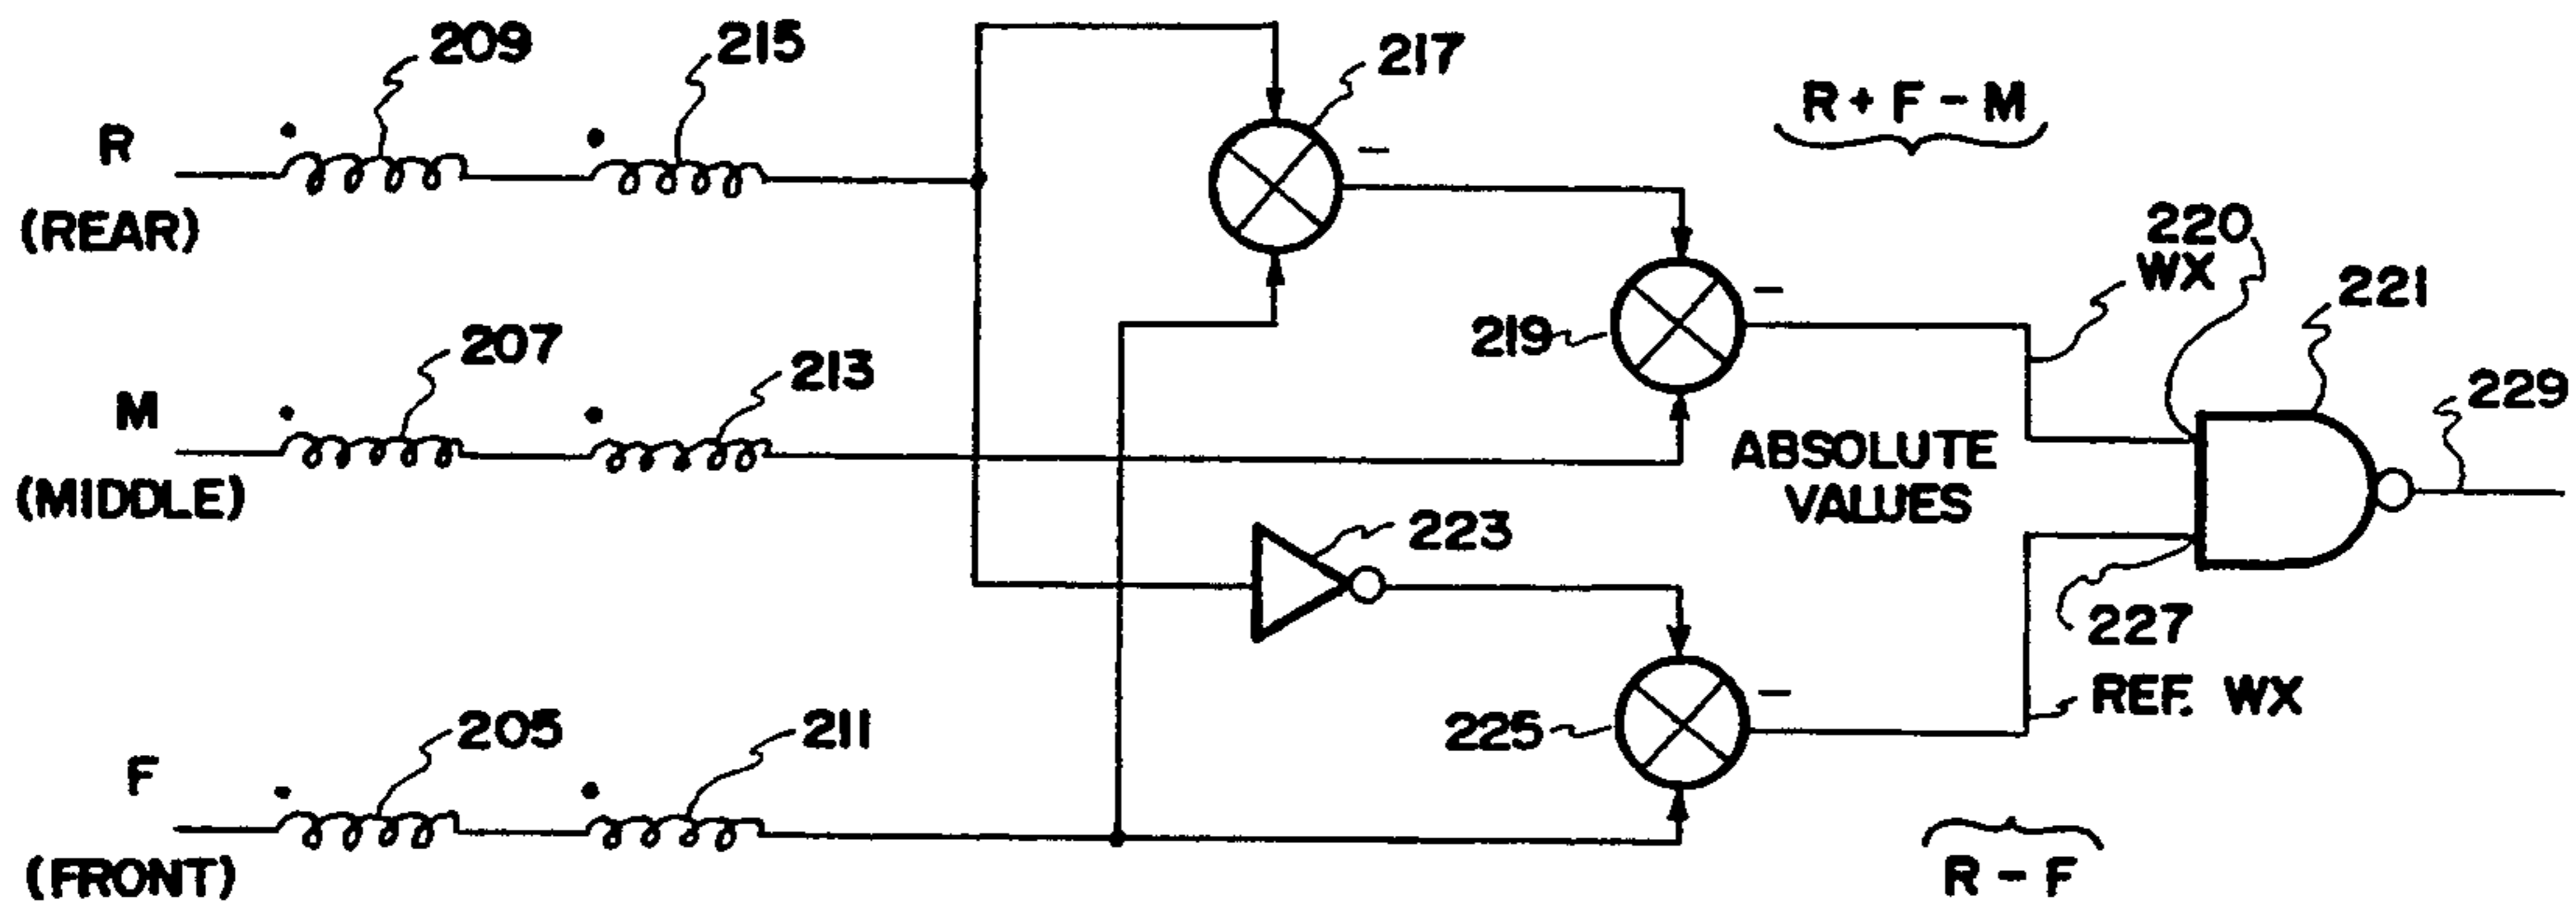 209
215
217
R + F - M
R
(REAR)
220
WX
221
219
207
213
229
M
(MIDDLE)
ABSOLUTE
VALUES
223
227
REF. WX
205
211
225
F
(FRONT)
R - F